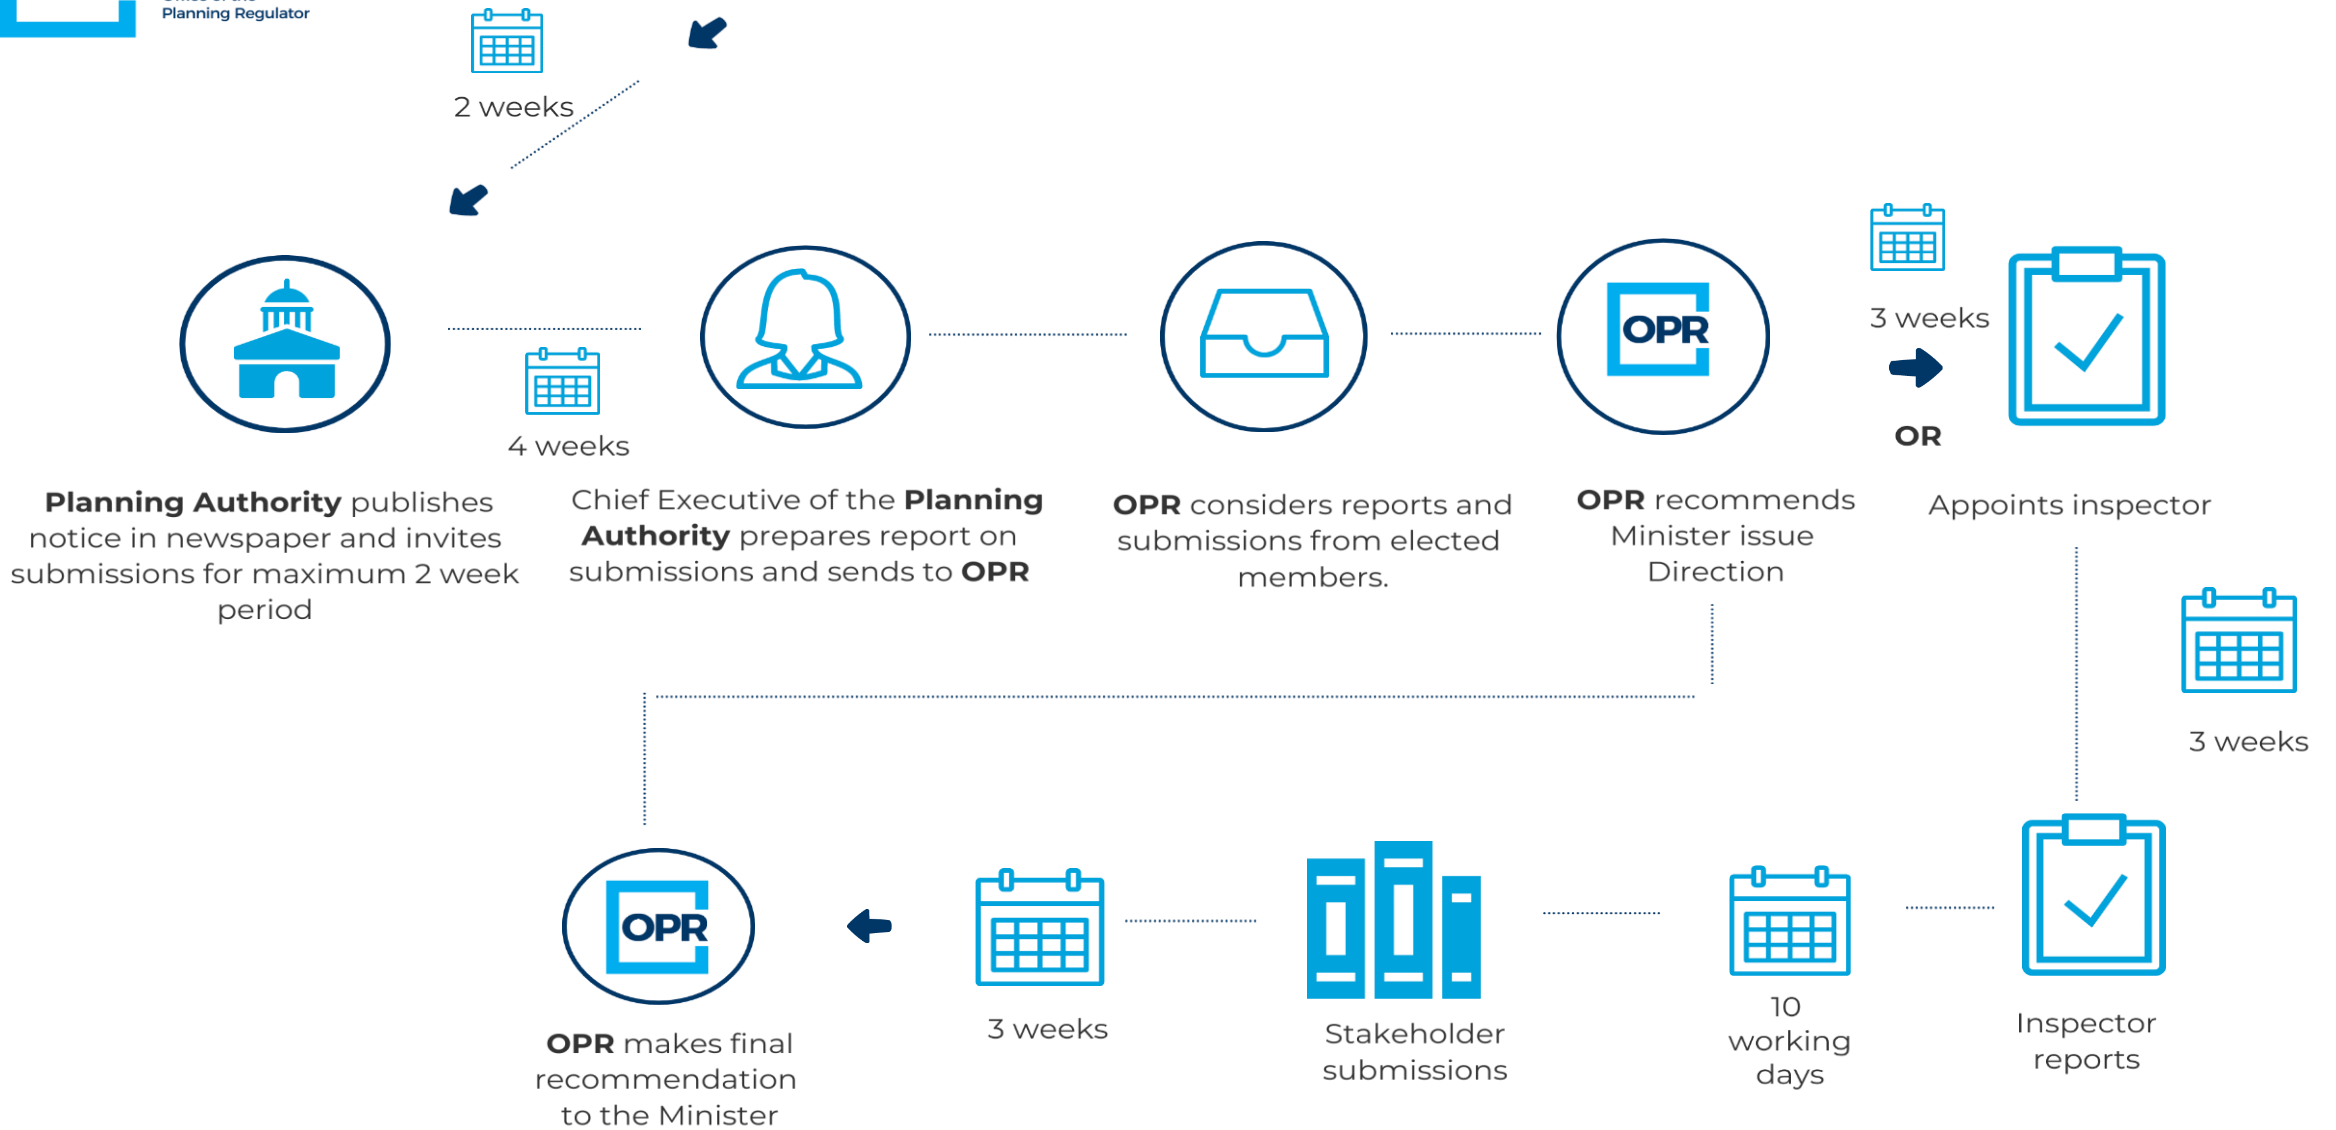 Planning Regulator
2 weeks
3 weeks
OR
4 weeks
Planning Authority publishes
notice in newspaper and invites
submissions for maximum 2 week
period
Chief Executive of the Planning
Authority prepares report on
submissions and sends to OPR
OPR considers reports and
submissions from elected
members.
OPR
OPR recommends
Minister issue
Direction
Appoints inspector
3 weeks
Inspector
reports
10
working
days
Stakeholder
submissions
3 weeks
OPR
OPR makes final
recommendation
to the Minister